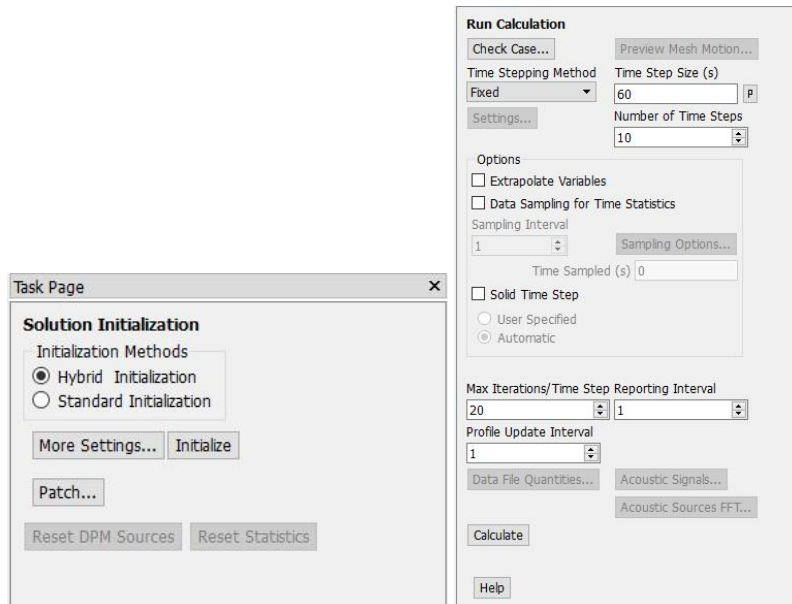 Task Page
Solution Initialization
Initialization Methods
Hybrid Initialization
Standard Initialization
More Settings... Initialize
Patch...
Reset DPM Sources Reset Statistics
Run Calculation
Check Case... Preview Mesh Motion...
Time Stepping Method Time Step Size (s)
Fixed 60 P
Settings... Number of Time Steps
10
Options
Extrapolate Variables
Data Sampling for Time Statistics
Sampling Interval
1 Sampling Options...
Time Sampled (s) 0
Solid Time Step
User Specified
Automatic
Max Iterations/Time Step Reporting Interval
20 1
Profile Update Interval
1
Data File Quantities... Acoustic Signals...
Acoustic Sources FFT...
Calculate
Help